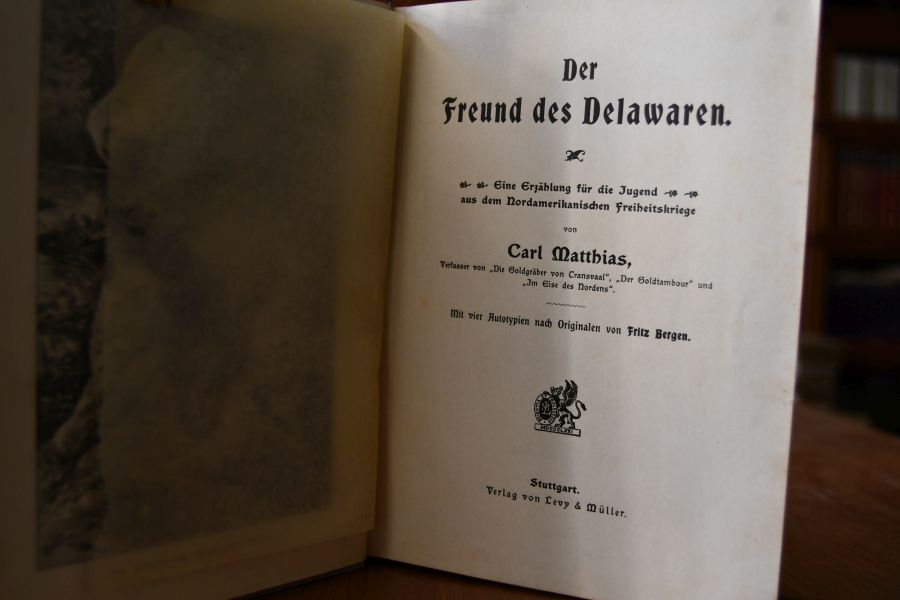 Der
Freund des Delawaren.
Eine Erzählung für die Jugend
aus dem Nordamerikanischen Freiheitskriege
von
Carl Matthias,
Verfasser von „Die Goldgräber von Transvaal“, „Der Goldtambour“ und
„Im Eise des Nordens“.
Mit vier Autotypien nach Originalen von Fritz Bergen.
Stuttgart.
Verlag von Levy & Müller.